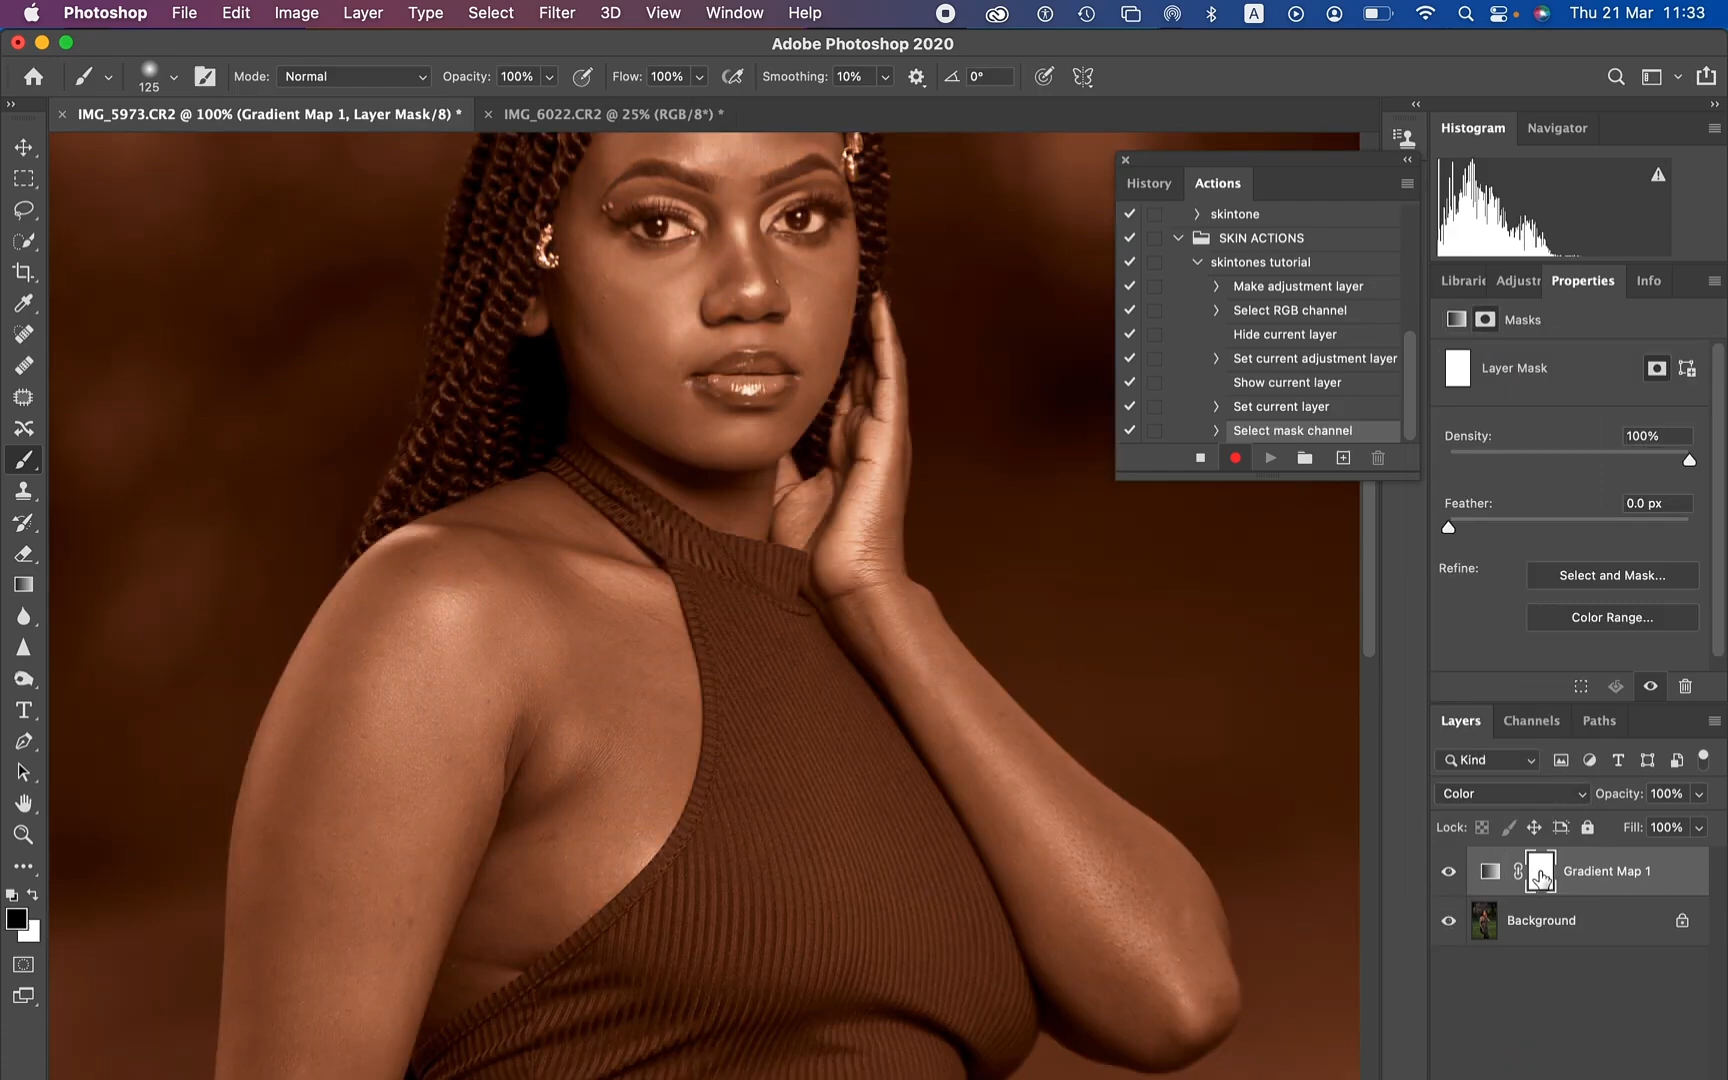 Photoshop File Edit Image Layer Type Select Filter 3D View Window Help A Thu 21 Mar 11:33
Adobe Photoshop 2020
125 Mode: Normal Opacity: 100% Flow: 100% Smoothing: 10% 0°
IMG_5973.CR2 @ 100% (Gradient Map 1, Layer Mask/8) * IMG_6022.CR2 @ 25% (RGB/8*) *
Histogram Navigator
History Actions
skintone
SKIN ACTIONS
skintones tutorial
Make adjustment layer
Select RGB channel
Hide current layer
Set current adjustment layer
Show current layer
Set current layer
Select mask channel
Librarie Adjustr Properties Info
Masks
Layer Mask
Density: 100%
Feather: 0.0 px
Refine: Select and Mask...
Color Range...
Layers Channels Paths
Kind
Color Opacity: 100%
Lock: Fill: 100%
Gradient Map 1
Background